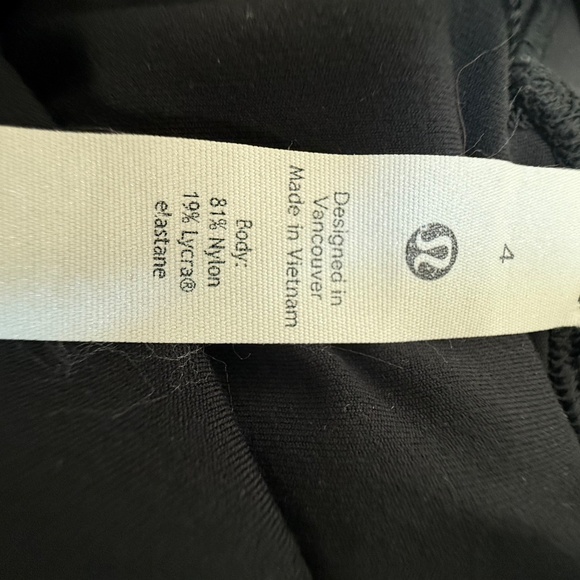 4
Designed in
Vancouver
Made in Vietnam
Body:
81% Nylon
19% Lycra®
elastane